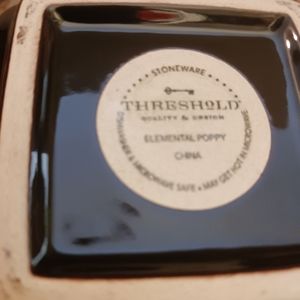 STONEWARE
THRESHOLD
QUALITY & DESIGN
ELEMENTAL POPPY
CHINA
DISHWASHER & MICROWAVE SAFE • MAY GET HOT IN MICROWAVE